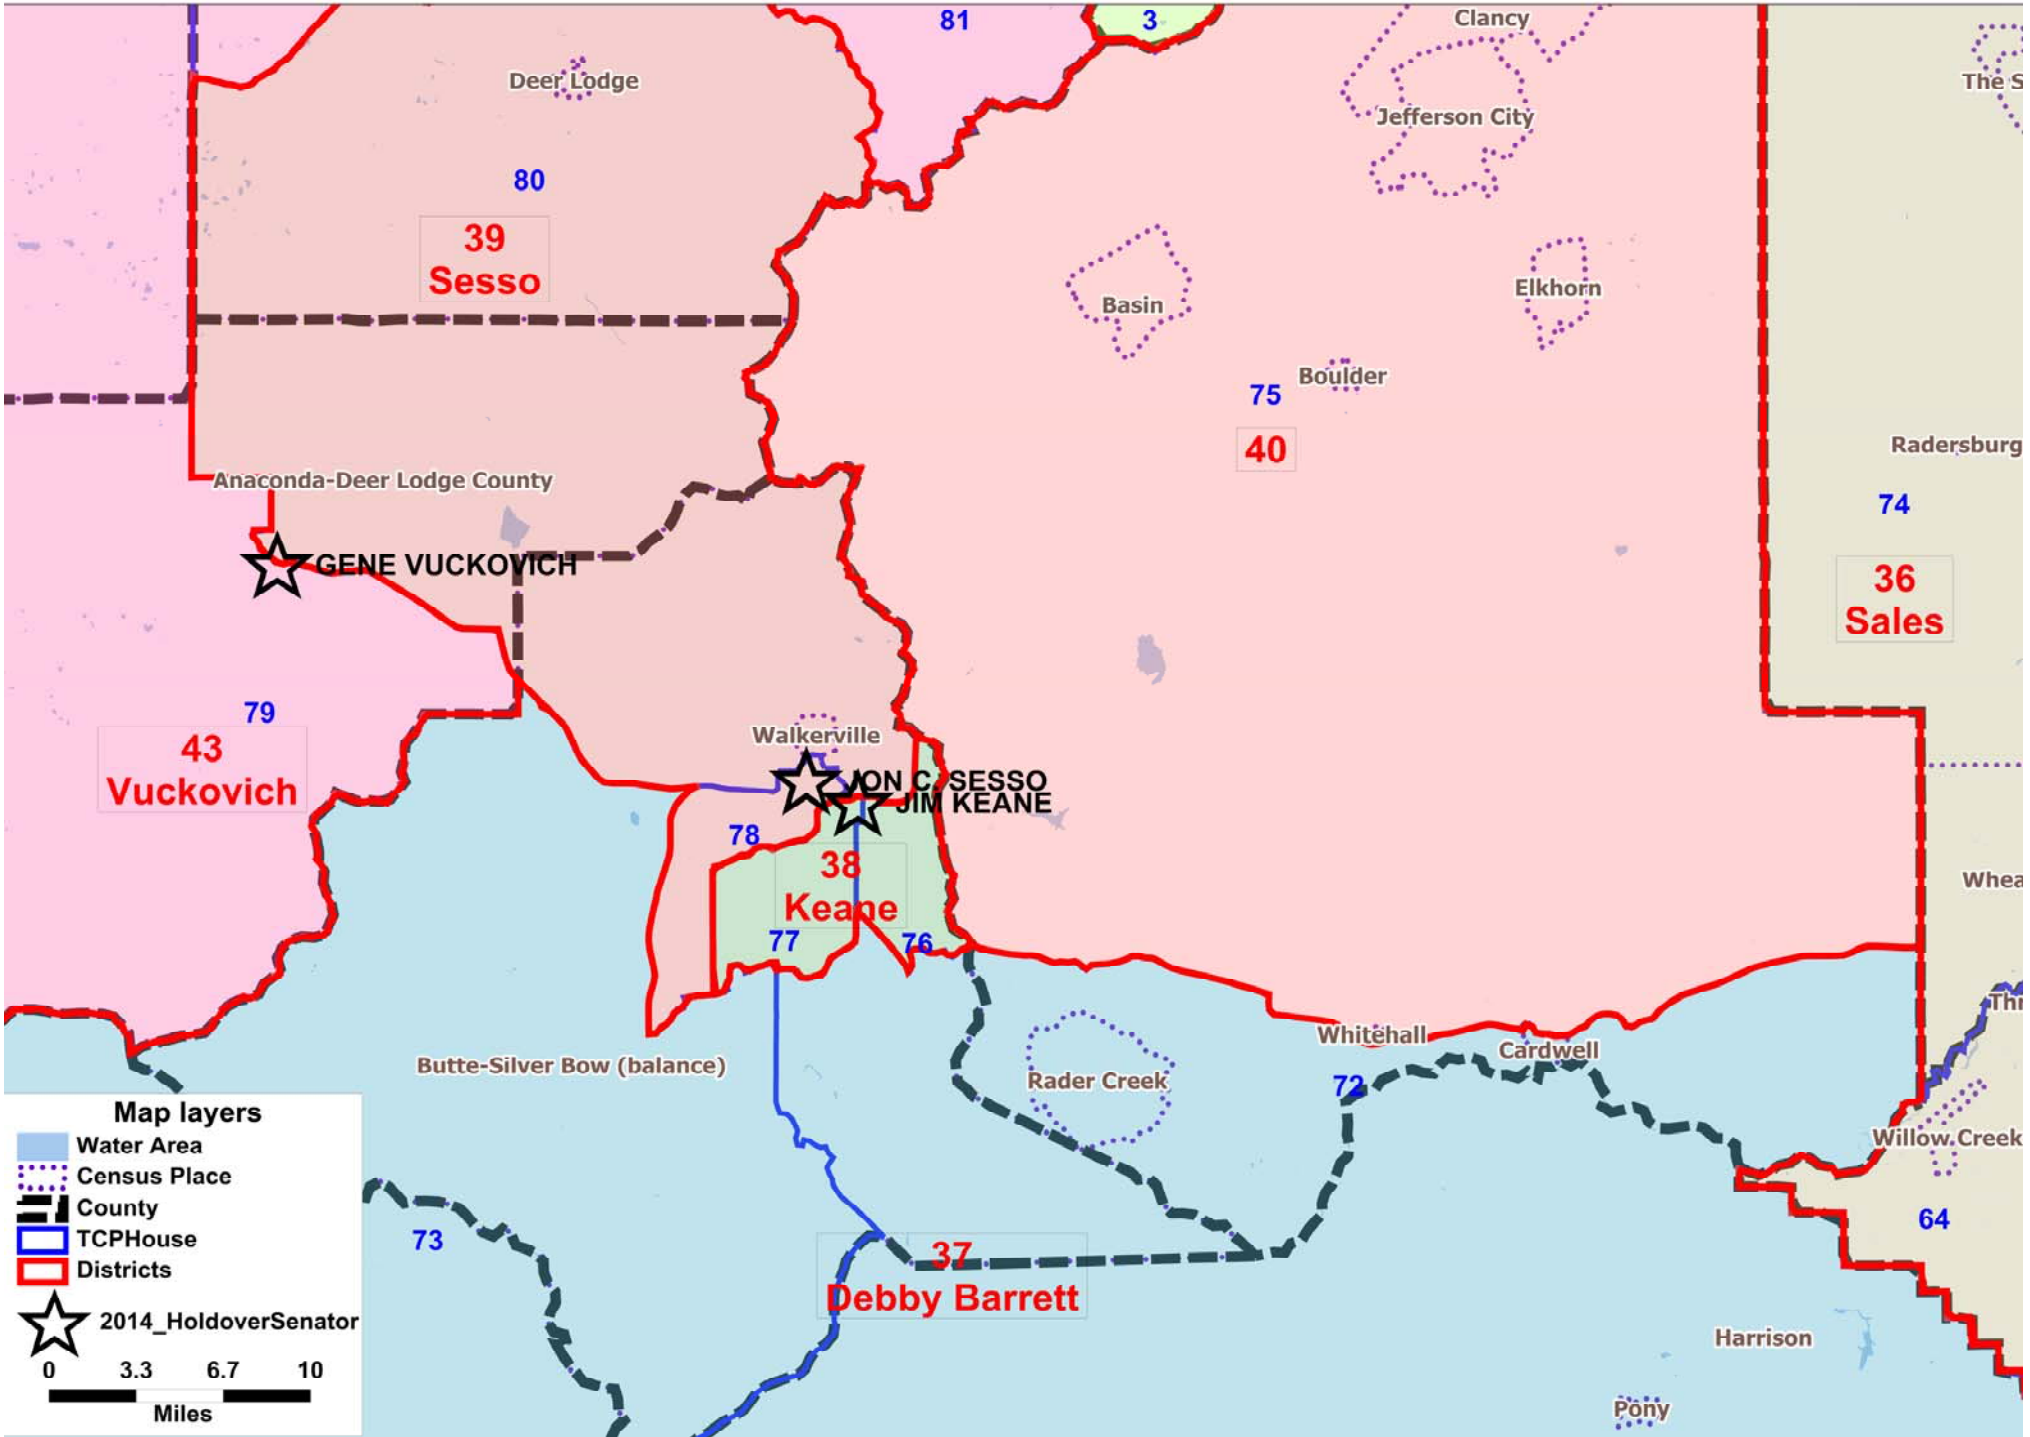 81
3
Clancy
Deer Lodge
The S
Jefferson City
80
39
Sesso
Basin
Elkhorn
Boulder
75
40
Radersburg
Anaconda-Deer Lodge County
74
GENE VUCKOVICH
36
Sales
79
43
Vuckovich
Walkerville
JON C. SESSO
JIM KEANE
78
38
Keane
Whea
77
76
Thr
Whitehall
Cardwell
Butte-Silver Bow (balance)
Rader Creek
72
Map layers
Water Area
Census Place
County
TCPHouse
Districts
2014_HoldoverSenator
0 3.3 6.7 10
Miles
Willow Creek
64
73
37
Debby Barrett
Harrison
Pony